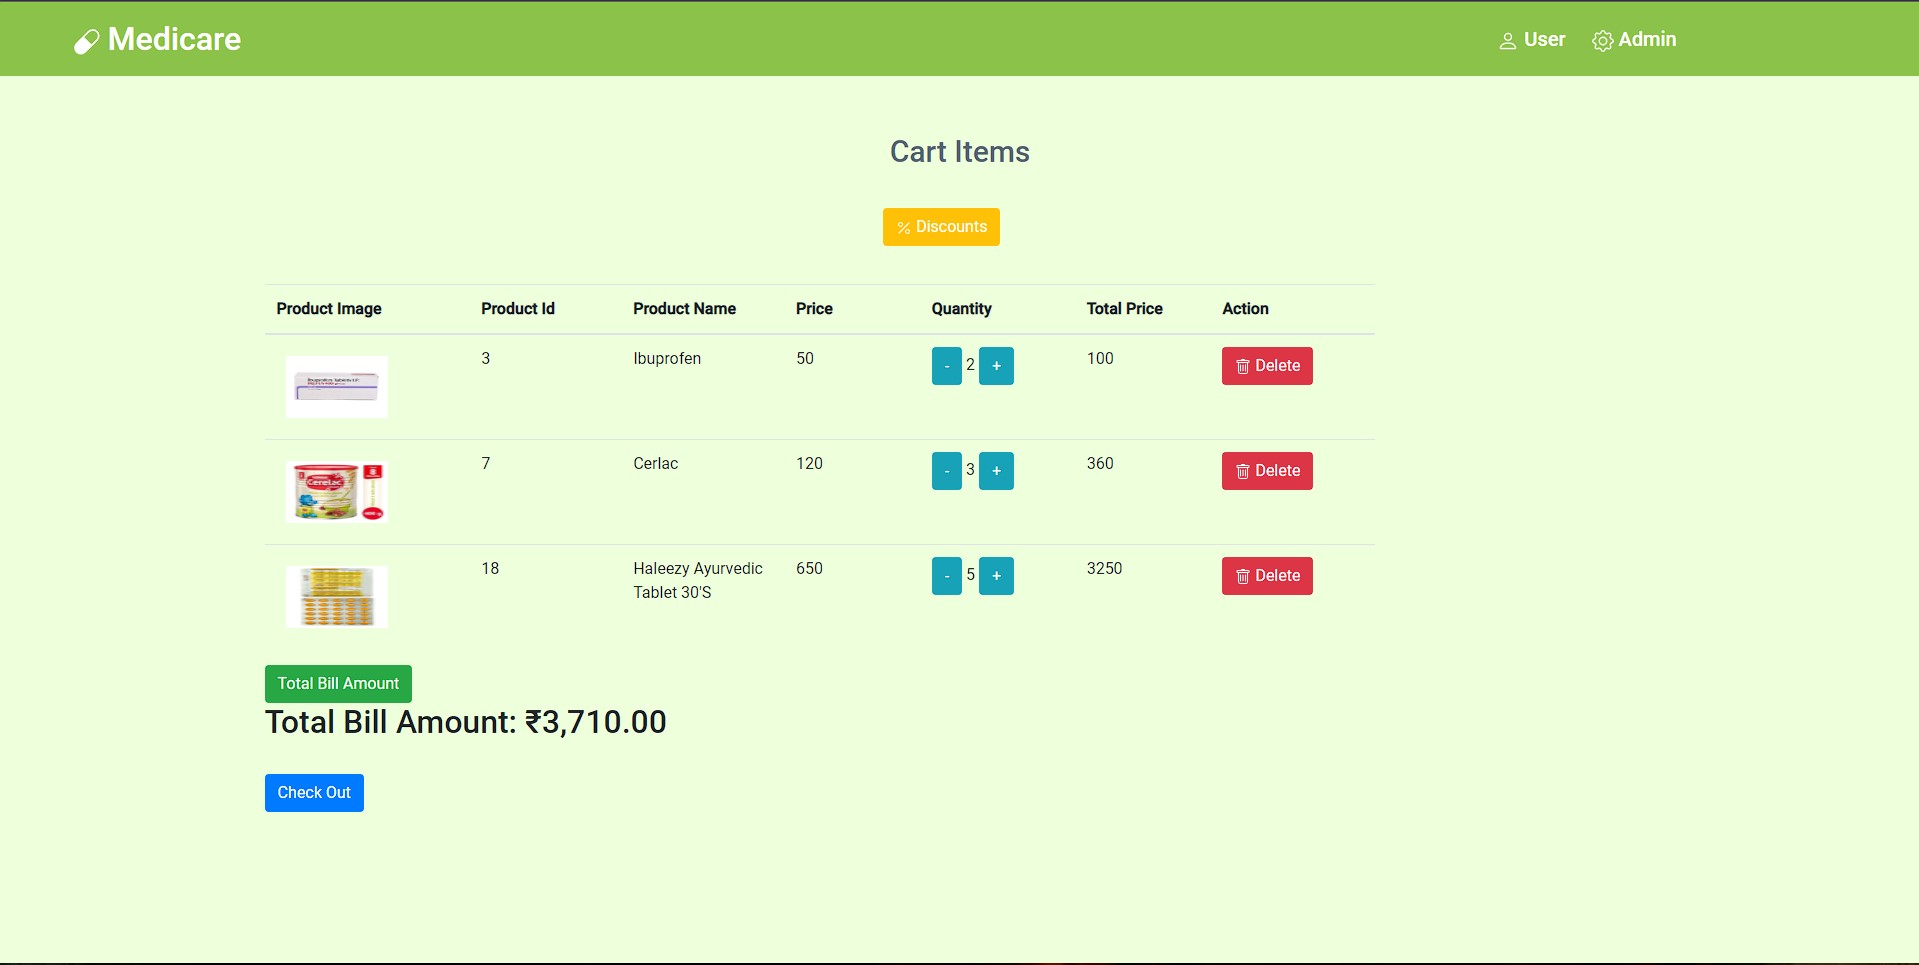 Medicare
User Admin
Cart Items
% Discounts
Product Image Product Id Product Name Price Quantity Total Price Action
3 Ibuprofen 50 - 2 + 100 Delete
Cerelac
7 Cerlac 120 - 3 + 360 Delete
18 Haleezy Ayurvedic 650 - 5 + 3250 Delete
Tablet 30'S
Total Bill Amount
Total Bill Amount: ₹3,710.00
Check Out